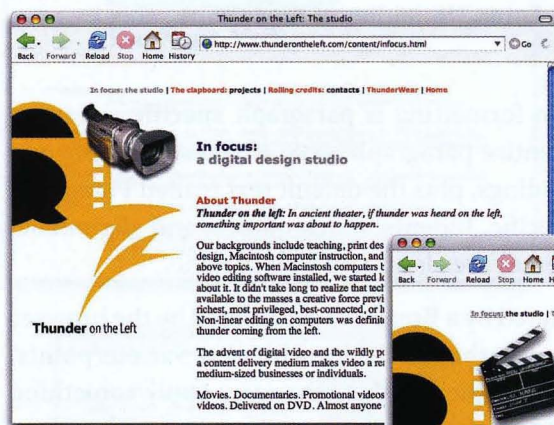 Thunder on the Left: The studio
Back Forward Reload Stop Home History
http://www.thunderontheleft.com/content/infocus.html
Go
In focus: the studio | The clapboard: projects | Rolling credits: contacts | ThunderWear | Home
In focus:
a digital design studio
About Thunder
Thunder on the left: In ancient theater, if thunder was heard on the left,
something important was about to happen.
Our backgrounds include teaching, print des
design, Macintosh computer instruction, and
above topics. When Macinstosh computers b
video editing software installed, we started l
about it. It didn't take long to realize that tech
available to the masses a creative force previ
richest, most privileged, best-connected, or l
Non-linear editing on computers was definite
thunder coming from the left.
The advent of digital video and the wildly po
a content delivery medium makes video a rea
medium-sized businesses or individuals.
Movies. Documentaries. Promotional videos
videos. Delivered on DVD. Almost anyone
Thunder on the Left
Back Forward Reload Stop Home
In focus: the studio |